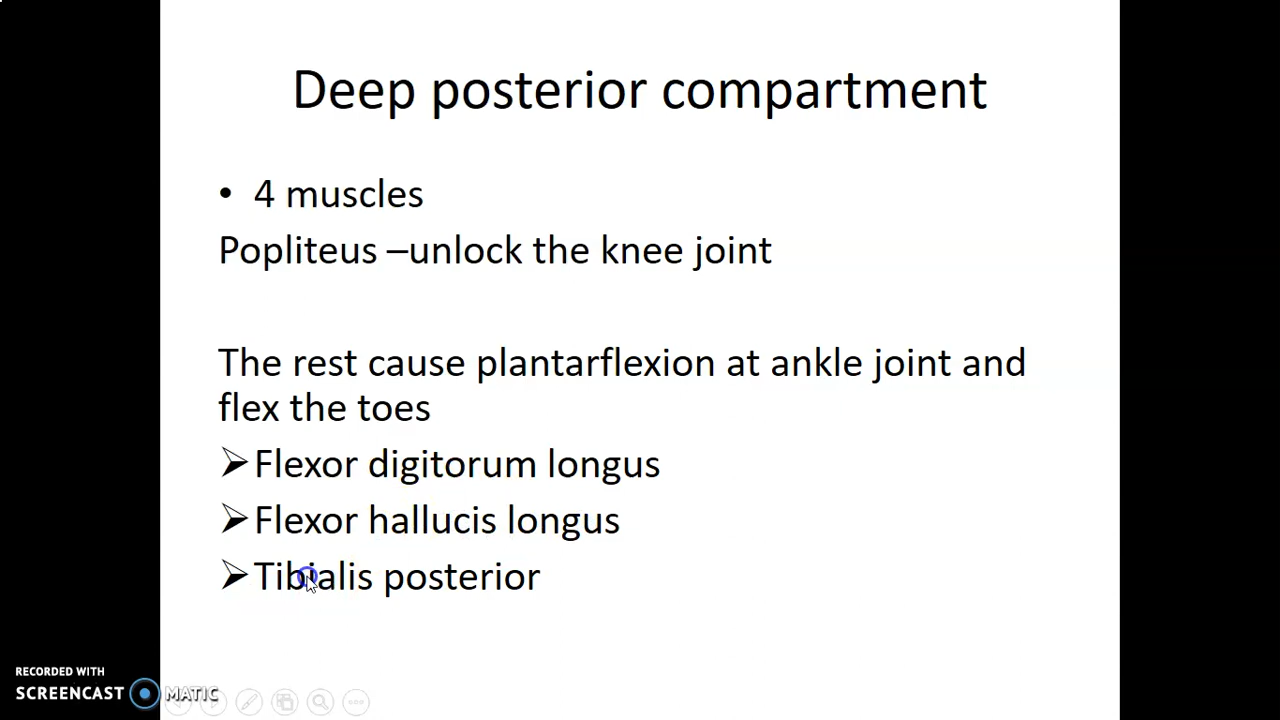 Deep posterior compartment
• 4 muscles
Popliteus –unlock the knee joint
The rest cause plantarflexion at ankle joint and
flex the toes
➢Flexor digitorum longus
➢Flexor hallucis longus
➢Tibialis posterior
RECORDED WITH
SCREENCAST MATIC